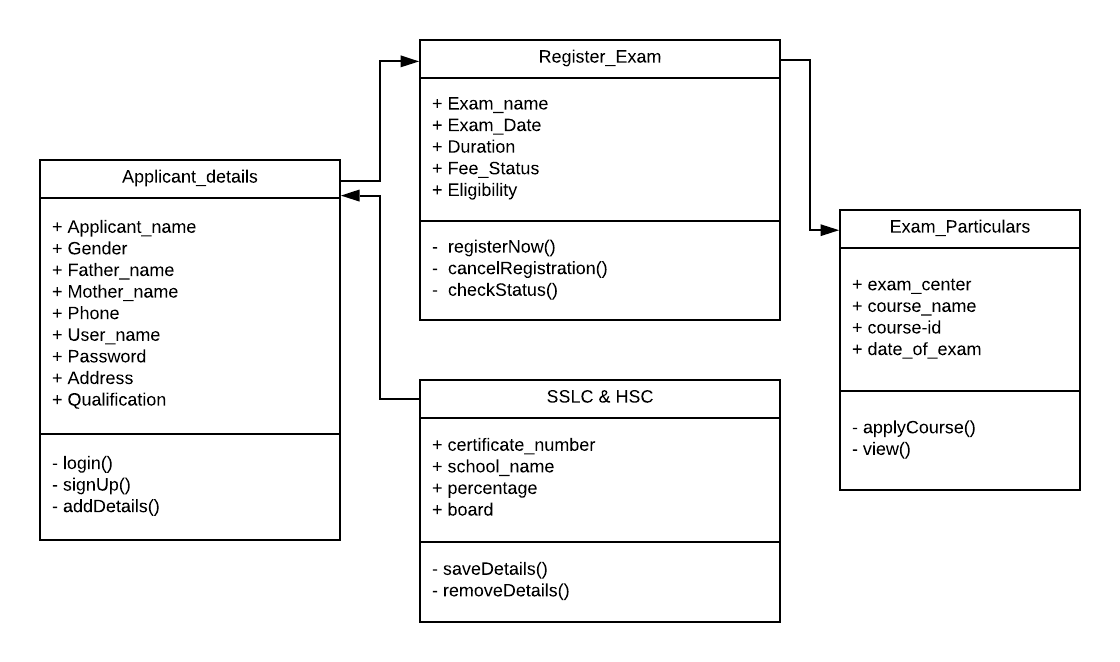 Register_Exam
+ Exam_name
+ Exam_Date
+ Duration
+ Fee_Status
+ Eligibility
- registerNow()
- cancelRegistration()
- checkStatus()
Applicant_details
+ Applicant_name
+ Gender
+ Father_name
+ Mother_name
+ Phone
+ User_name
+ Password
+ Address
+ Qualification
- login()
- signUp()
- addDetails()
Exam_Particulars
+ exam_center
+ course_name
+ course-id
+ date_of_exam
- applyCourse()
- view()
SSLC & HSC
+ certificate_number
+ school_name
+ percentage
+ board
- saveDetails()
- removeDetails()